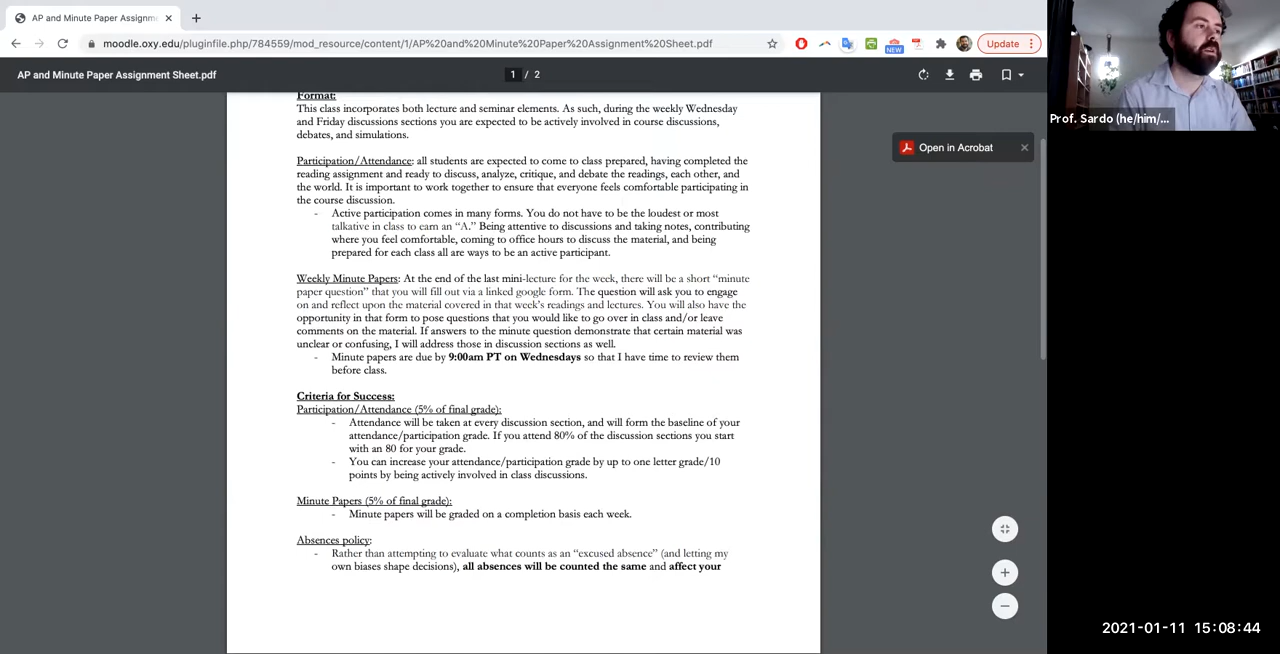 AP and Minute Paper Assignm
moodle.oxy.edu/pluginfile.php/784559/mod_resource/content/1/AP%20and%20Minute%20Paper%20Assignment%20Sheet.pdf
NEW
Update
AP and Minute Paper Assignment Sheet.pdf
1 / 2
Open in Acrobat
Prof. Sardo (he/him/...
Format:
This class incorporates both lecture and seminar elements. As such, during the weekly Wednesday
and Friday discussions sections you are expected to be actively involved in course discussions,
debates, and simulations.
Participation/Attendance: all students are expected to come to class prepared, having completed the
reading assignment and ready to discuss, analyze, critique, and debate the readings, each other, and
the world. It is important to work together to ensure that everyone feels comfortable participating in
the course discussion.
- Active participation comes in many forms. You do not have to be the loudest or most
talkative in class to earn an “A.” Being attentive to discussions and taking notes, contributing
where you feel comfortable, coming to office hours to discuss the material, and being
prepared for each class all are ways to be an active participant.
Weekly Minute Papers: At the end of the last mini-lecture for the week, there will be a short “minute
paper question” that you will fill out via a linked google form. The question will ask you to engage
on and reflect upon the material covered in that week’s readings and lectures. You will also have the
opportunity in that form to pose questions that you would like to go over in class and/or leave
comments on the material. If answers to the minute question demonstrate that certain material was
unclear or confusing, I will address those in discussion sections as well.
- Minute papers are due by 9:00am PT on Wednesdays so that I have time to review them
before class.
Criteria for Success:
Participation/Attendance (5% of final grade):
- Attendance will be taken at every discussion section, and will form the baseline of your
attendance/participation grade. If you attend 80% of the discussion sections you start
with an 80 for your grade.
- You can increase your attendance/participation grade by up to one letter grade/10
points by being actively involved in class discussions.
Minute Papers (5% of final grade):
- Minute papers will be graded on a completion basis each week.
Absences policy:
- Rather than attempting to evaluate what counts as an “excused absence” (and letting my
own biases shape decisions), all absences will be counted the same and affect your
2021-01-11 15:08:44